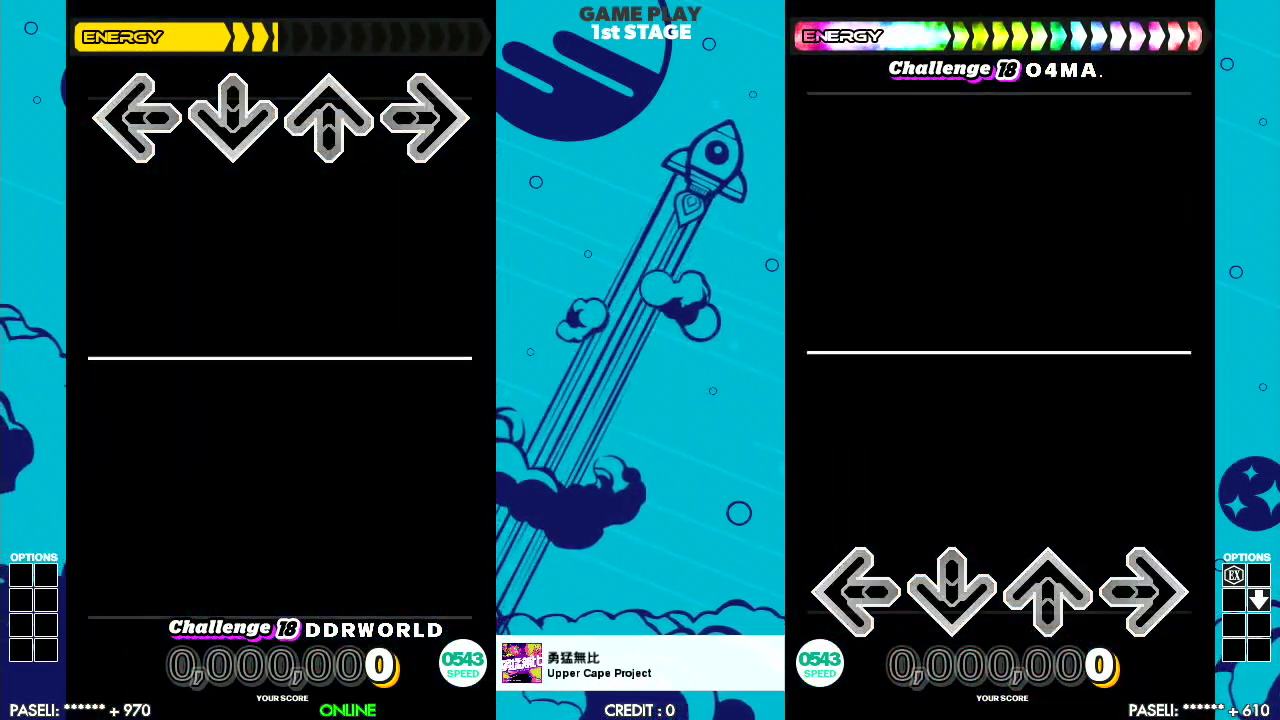 GAME PLAY
1st STAGE
ENERGY
ENERGY
Challenge 18 O4MA.
OPTIONS
OPTIONS
EX
Challenge 18 DDRWORLD
0,000,000
YOUR SCORE
0543
SPEED
勇猛無比
Upper Cape Project
0543
SPEED
0,000,000
YOUR SCORE
PASELI: ****** + 970
ONLINE
CREDIT : 0
PASELI: ****** + 610